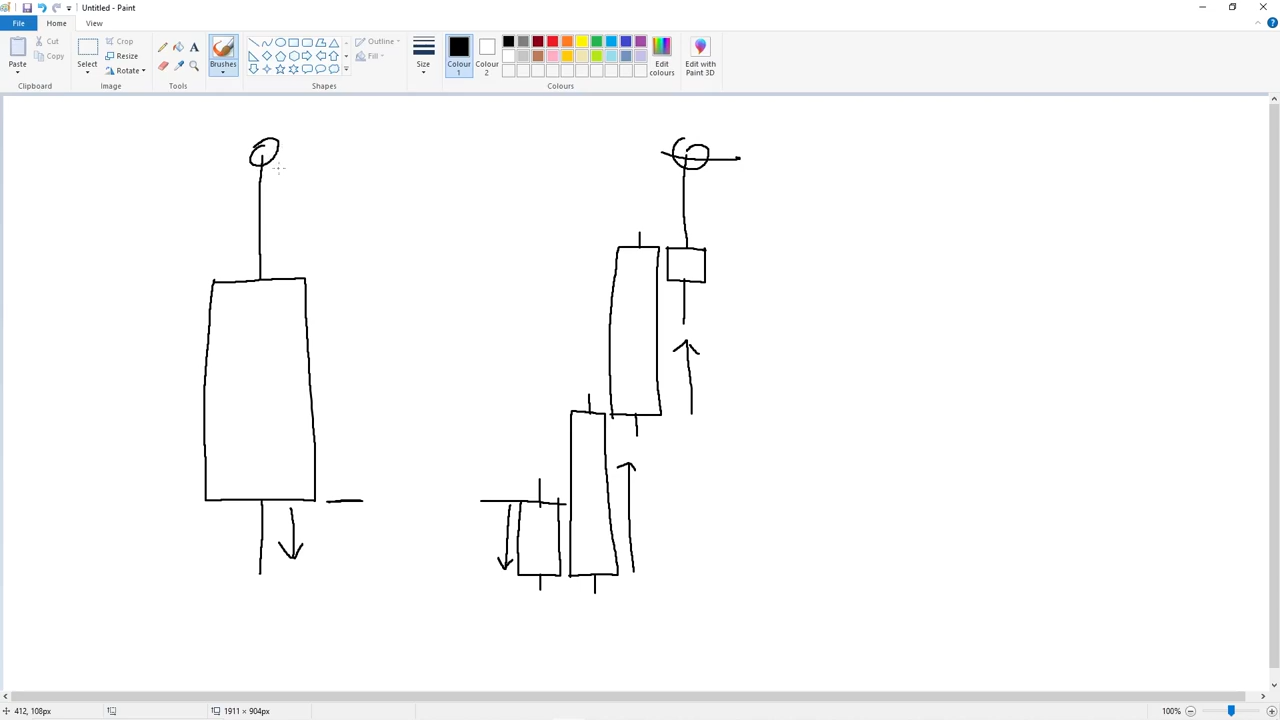 Untitled - Paint
File Home View
Paste
Cut
Copy
Clipboard
Select
Crop
Resize
Rotate
Image
A
Tools
Brushes
Shapes
Outline
Fill
Size
Colour 1
Colour 2
Edit colours
Colours
Edit with Paint 3D
412, 108px
1911 × 904px
100%